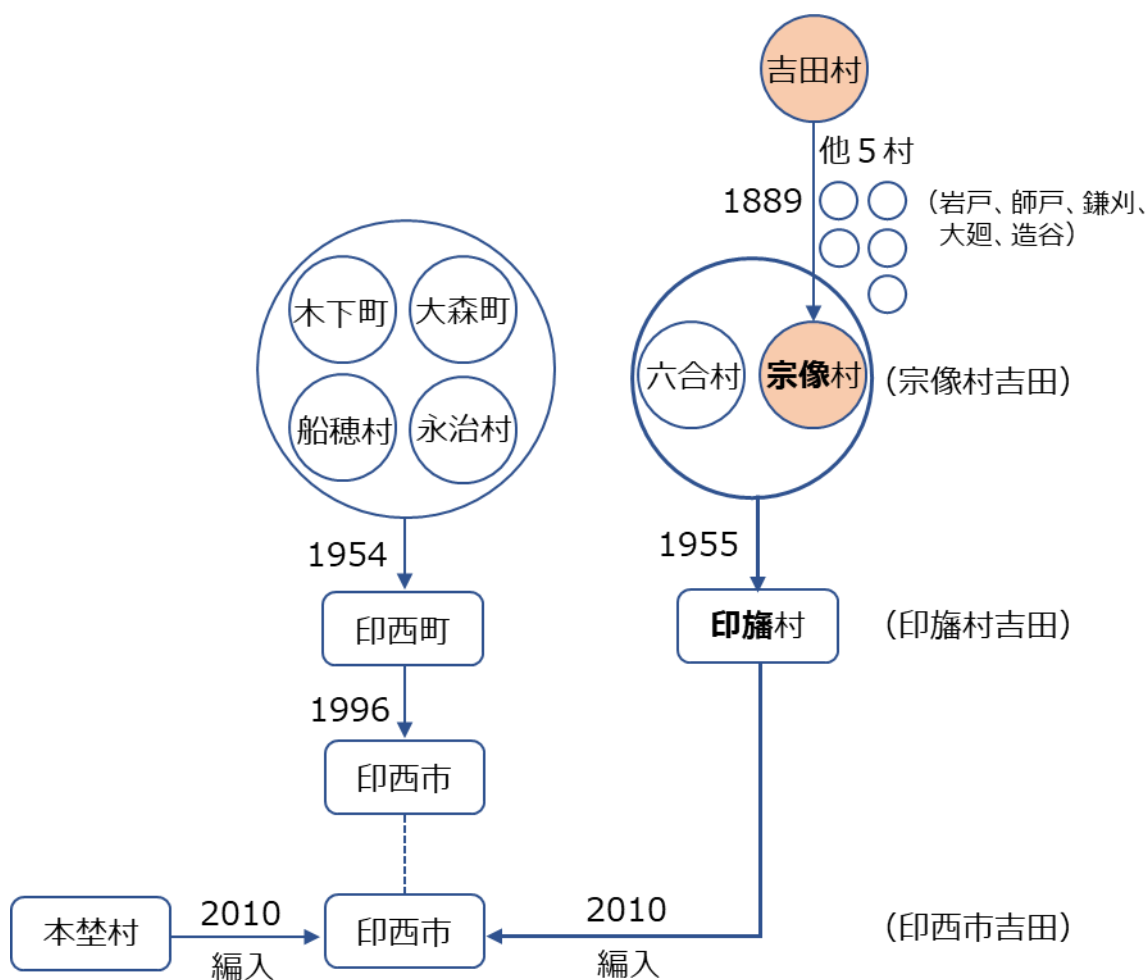 吉田村
他５村
1889
（岩戸、師戸、鎌刈、
大廻、造谷）
木下町
大森町
船穂村
永治村
六合村
宗像村
（宗像村吉田）
1954
1955
印西町
印旛村
（印旛村吉田）
1996
印西市
本埜村
2010
編入
印西市
2010
編入
（印西市吉田）